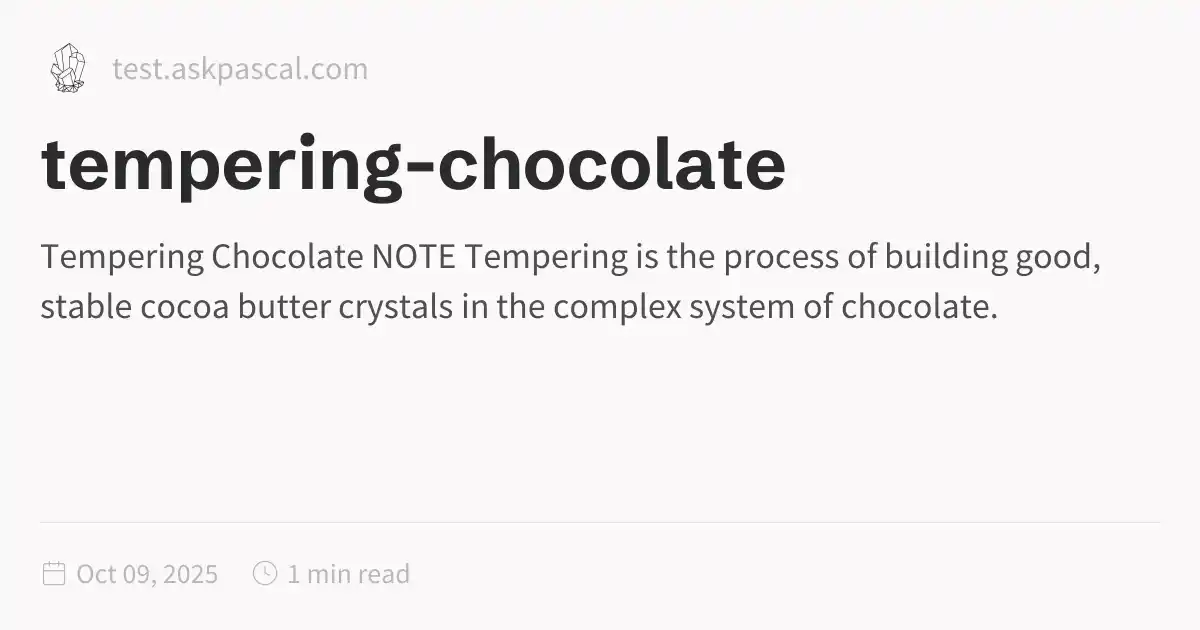 test.askpascal.com
tempering-chocolate
Tempering Chocolate NOTE Tempering is the process of building good,
stable cocoa butter crystals in the complex system of chocolate.
Oct 09, 2025 1 min read